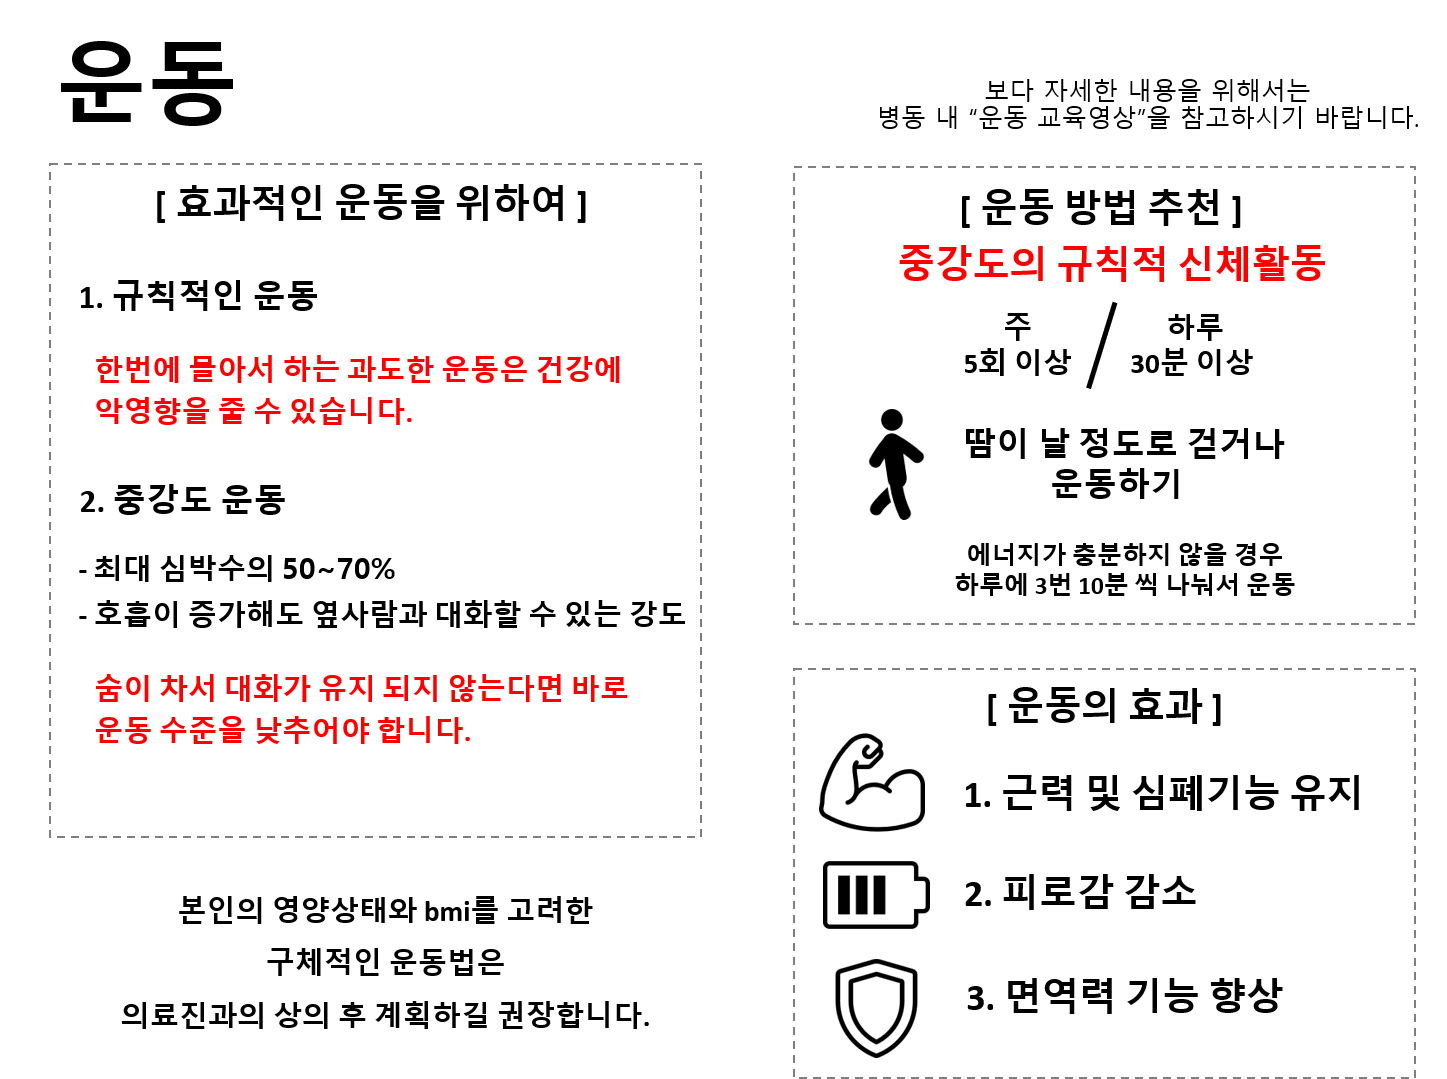 운동
보다 자세한 내용을 위해서는
병동 내 “운동 교육영상”을 참고하시기 바랍니다.
[ 효과적인 운동을 위하여 ]
1. 규칙적인 운동
한번에 몰아서 하는 과도한 운동은 건강에
악영향을 줄 수 있습니다.
2. 중강도 운동
- 최대 심박수의 50~70%
- 호흡이 증가해도 옆사람과 대화할 수 있는 강도
숨이 차서 대화가 유지 되지 않는다면 바로
운동 수준을 낮추어야 합니다.
본인의 영양상태와 bmi를 고려한
구체적인 운동법은
의료진과의 상의 후 계획하길 권장합니다.
[ 운동 방법 추천 ]
중강도의 규칙적 신체활동
주
5회 이상
하루
30분 이상
땀이 날 정도로 걷거나
운동하기
에너지가 충분하지 않을 경우
하루에 3번 10분 씩 나눠서 운동
[ 운동의 효과 ]
1. 근력 및 심폐기능 유지
2. 피로감 감소
3. 면역력 기능 향상